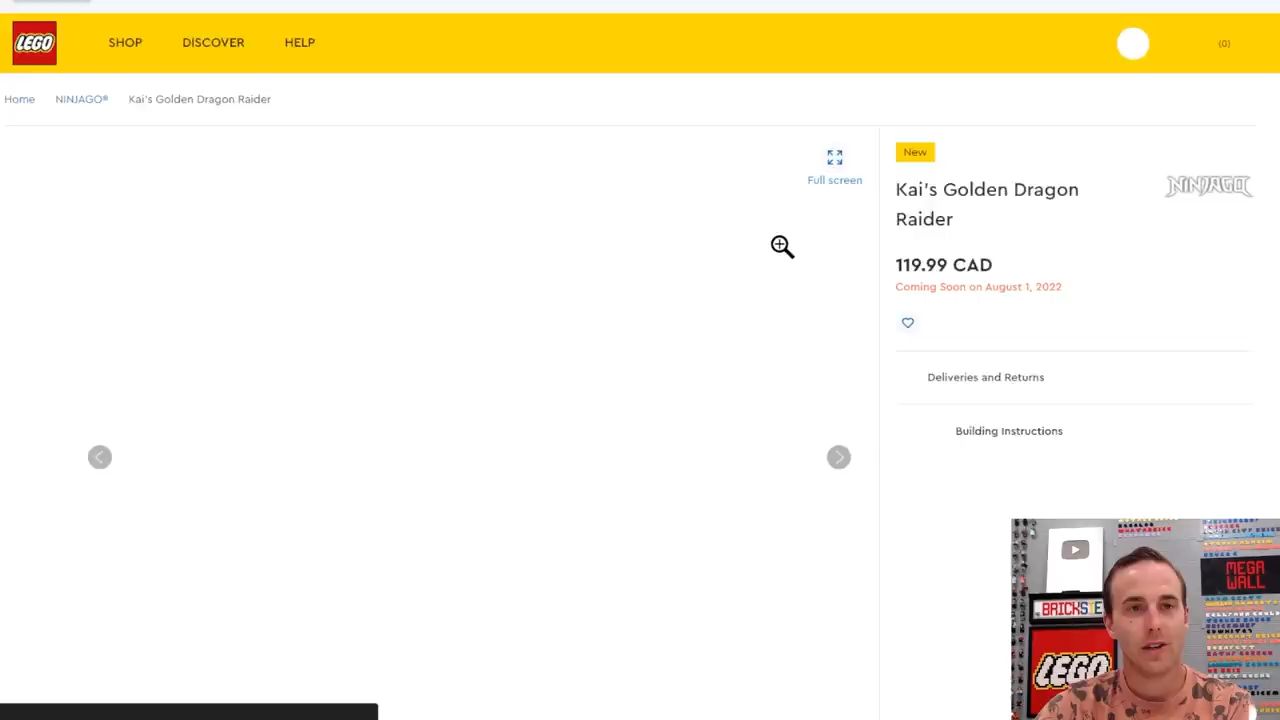 LEGO
SHOP
DISCOVER
HELP
(0)
Home
NINJAGO®
Kai's Golden Dragon Raider
Full screen
New
Kai's Golden Dragon
Raider
NINJAGO
119.99 CAD
Coming Soon on August 1, 2022
Deliveries and Returns
Building Instructions
MEGA
WALL
BRICKSIE
LEGO